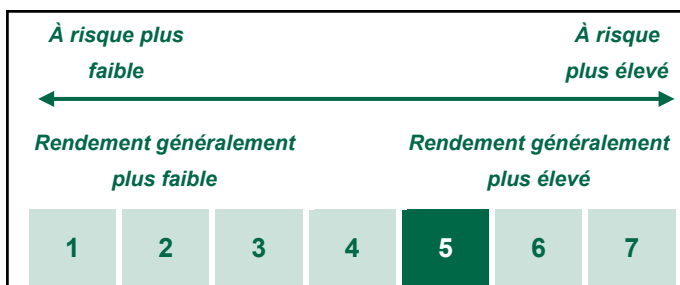 À risque plus
faible
À risque
plus élevé
Rendement généralement
plus faible
Rendement généralement
plus élevé
1 2 3 4 5 6 7